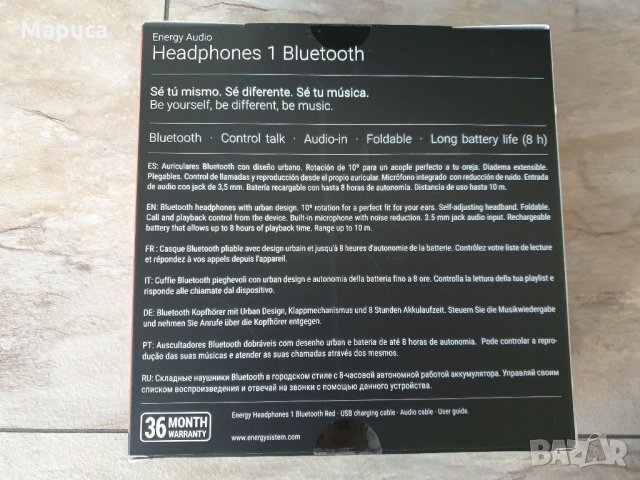 Маруса
Energy Audio
Headphones 1 Bluetooth
Sé tú mismo. Sé diferente. Sé tu música.
Be yourself, be different, be music.
Bluetooth · Control talk · Audio-in · Foldable · Long battery life (8 h)
ES: Auriculares Bluetooth con diseño urbano. Rotación de 10º para un acople perfecto a tu oreja. Diadema extensible.
Plegables. Control de llamadas y reproducción desde el propio auricular. Micrófono integrado con reducción de ruido. Entrada
de audio con jack de 3,5 mm. Batería recargable con hasta 8 horas de autonomía. Distancia de uso hasta 10 m.
EN: Bluetooth headphones with urban design. 10º rotation for a perfect fit for your ears. Self-adjusting headband. Foldable.
Call and playback control from the device. Built-in microphone with noise reduction. 3.5 mm jack audio input. Rechargeable
battery that allows up to 8 hours of playback time. Range up to 10 m.
FR : Casque Bluetooth pliable avec design urbain et jusqu'à 8 heures d'autonomie de la batterie. Contrôlez votre liste de lecture
et répondez à vos appels depuis l'appareil.
IT: Cuffie Bluetooth pieghevoli con urban design e autonomia della batteria fino a 8 ore. Controlla la lettura della tua playlist e
risponde alle chiamate dal dispositivo.
DE: Bluetooth Kopfhörer mit Urban Design, Klappmechanismus und 8 Stunden Akkulaufzeit. Steuern Sie die Musikwiedergabe
und nehmen Sie Anrufe über die Kopfhörer entgegen.
PT: Auscultadores Bluetooth dobráveis com desenho urbano e bateria de até 8 horas de autonomia. Pode controlar a repro-
dução das suas músicas e atender as suas chamadas através dos mesmos.
RU: Складные наушники Bluetooth в городском стиле с 8-часовой автономной работой аккумулятора. Управляй своим
списком воспроизведения и отвечай на звонки с помощью данного устройства.
36 MONTH
WARRANTY
Energy Headphones 1 Bluetooth Red · USB charging cable · Audio cable · User guide.
www.energysistem.com
BAZAR